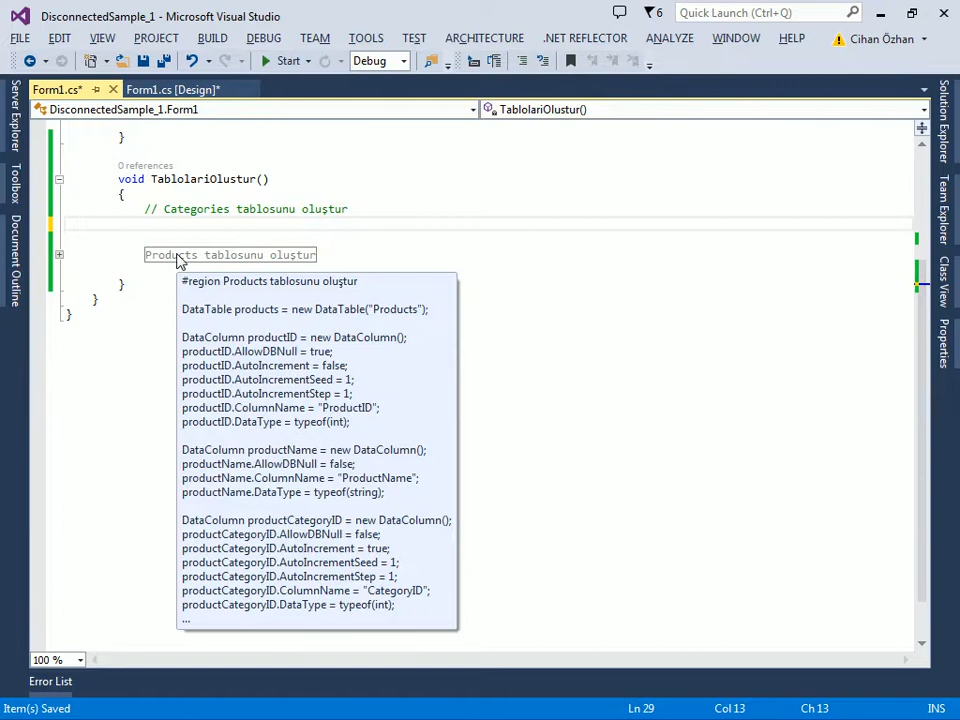 DisconnectedSample_1 - Microsoft Visual Studio
6
Quick Launch (Ctrl+Q)
FILE EDIT VIEW PROJECT BUILD DEBUG TEAM TOOLS TEST ARCHITECTURE .NET REFLECTOR ANALYZE WINDOW HELP Cihan Özhan
Start Debug
Form1.cs* Form1.cs [Design]*
DisconnectedSample_1.Form1 TablolariOlustur()
Server Explorer
Toolbox
Document Outline
Solution Explorer
Team Explorer
Class View
Properties
}
0 references
void TablolariOlustur()
{
// Categories tablosunu oluştur
Products tablosunu oluştur
}
}
}
#region Products tablosunu oluştur
DataTable products = new DataTable("Products");
DataColumn productID = new DataColumn();
productID.AllowDBNull = true;
productID.AutoIncrement = false;
productID.AutoIncrementSeed = 1;
productID.AutoIncrementStep = 1;
productID.ColumnName = "ProductID";
productID.DataType = typeof(int);
DataColumn productName = new DataColumn();
productName.AllowDBNull = false;
productName.ColumnName = "ProductName";
productName.DataType = typeof(string);
DataColumn productCategoryID = new DataColumn();
productCategoryID.AllowDBNull = false;
productCategoryID.AutoIncrement = true;
productCategoryID.AutoIncrementSeed = 1;
productCategoryID.AutoIncrementStep = 1;
productCategoryID.ColumnName = "CategoryID";
productCategoryID.DataType = typeof(int);
...
100 %
Error List
Item(s) Saved Ln 29 Col 13 Ch 13 INS